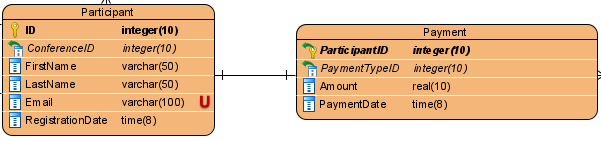 Participant
ID integer(10)
ConferenceID integer(10)
FirstName varchar(50)
LastName varchar(50)
Email varchar(100) U
RegistrationDate time(8)
Payment
ParticipantID integer(10)
PaymentTypeID integer(10)
Amount real(10)
PaymentDate time(8)